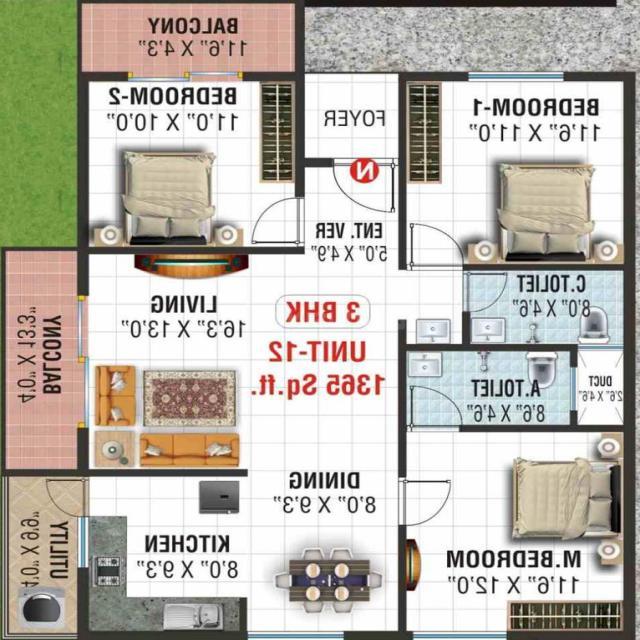 BALCONY
11'6" X 4'3"
BEDROOM-2
11'0" X 10'0"
FOYER
BEDROOM-1
11'6" X 11'0"
N
ENT. VER
5'0" X 4'9"
C.TOLIET
8'0" X 4'6"
LIVING
16'3" X 13'0"
3 BHK
UNIT-12
1365 Sq.ft.
BALCONY
4'0" X 13'3"
A.TOLIET
8'6" X 4'6"
DUCT
2'6" X 4'6"
DINING
8'0" X 9'3"
KITCHEN
8'0" X 9'3"
UTILITY
4'0" X 9'9"
M.BEDROOM
11'6" X 12'0"